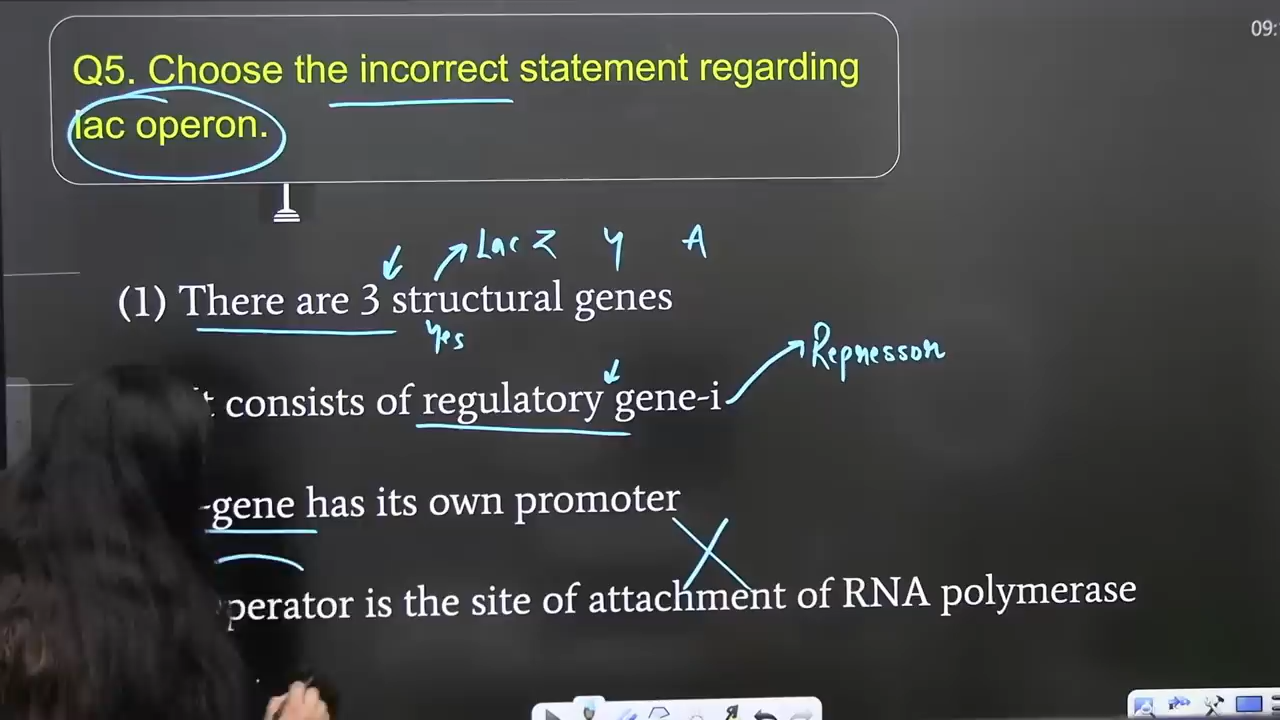 09:
Q5. Choose the incorrect statement regarding
lac operon.
Lac Z Y A
(1) There are 3 structural genes
Yes
Repressor
consists of regulatory gene-i
-gene has its own promoter
is the site of attachment of RNA polymerase